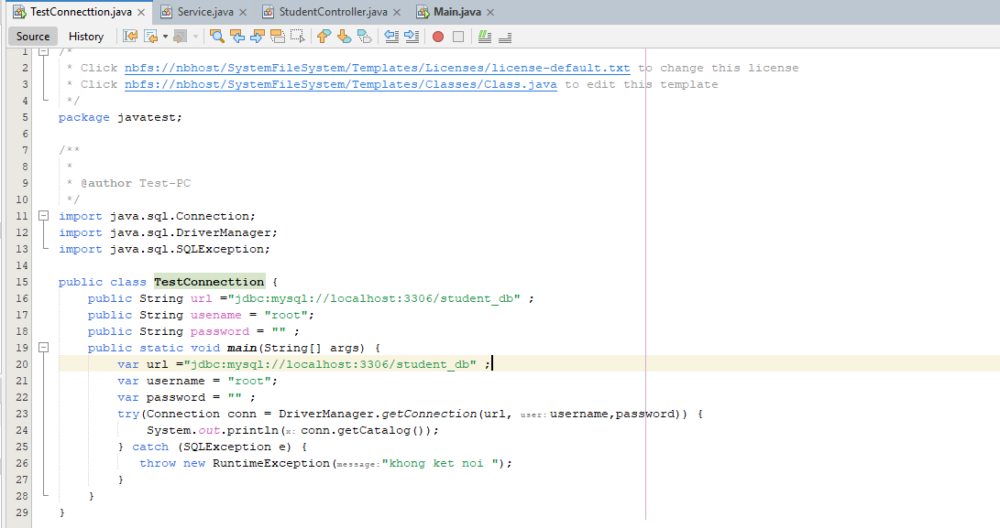 TestConnecttion.java × Service.java × StudentController.java × Main.java ×
Source History
1 /*
2 * Click nbfs://nbhost/SystemFileSystem/Templates/Licenses/license-default.txt to change this license
3 * Click nbfs://nbhost/SystemFileSystem/Templates/Classes/Class.java to edit this template
4 */
5 package javatest;
6
7 /**
8 *
9 * @author Test-PC
10 */
11 import java.sql.Connection;
12 import java.sql.DriverManager;
13 import java.sql.SQLException;
14
15 public class TestConnecttion {
16 public String url ="jdbc:mysql://localhost:3306/student_db" ;
17 public String usename = "root";
18 public String password = "" ;
19 public static void main(String[] args) {
20 var url ="jdbc:mysql://localhost:3306/student_db" ;
21 var username = "root";
22 var password = "" ;
23 try(Connection conn = DriverManager.getConnection(url, user: username,password)) {
24 System.out.println(x: conn.getCatalog());
25 } catch (SQLException e) {
26 throw new RuntimeException(message:"khong ket noi ");
27 }
28 }
29 }